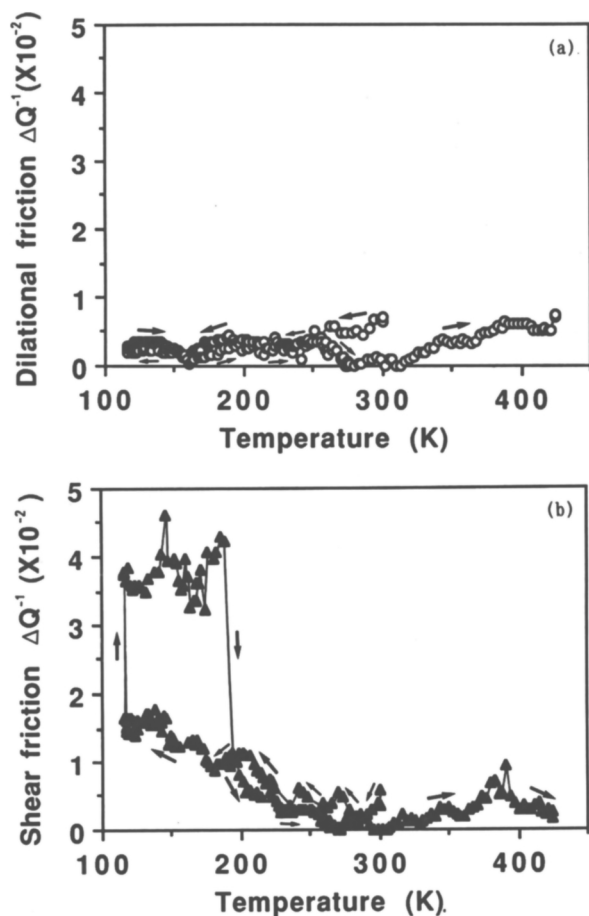 (a)
Dilational friction ΔQ⁻¹(X10⁻²)
5
4
3
2
1
0
100 200 300 400
Temperature (K)
(b)
Shear friction ΔQ⁻¹ (X10⁻²)
5
4
3
2
1
0
100 200 300 400
Temperature (K).